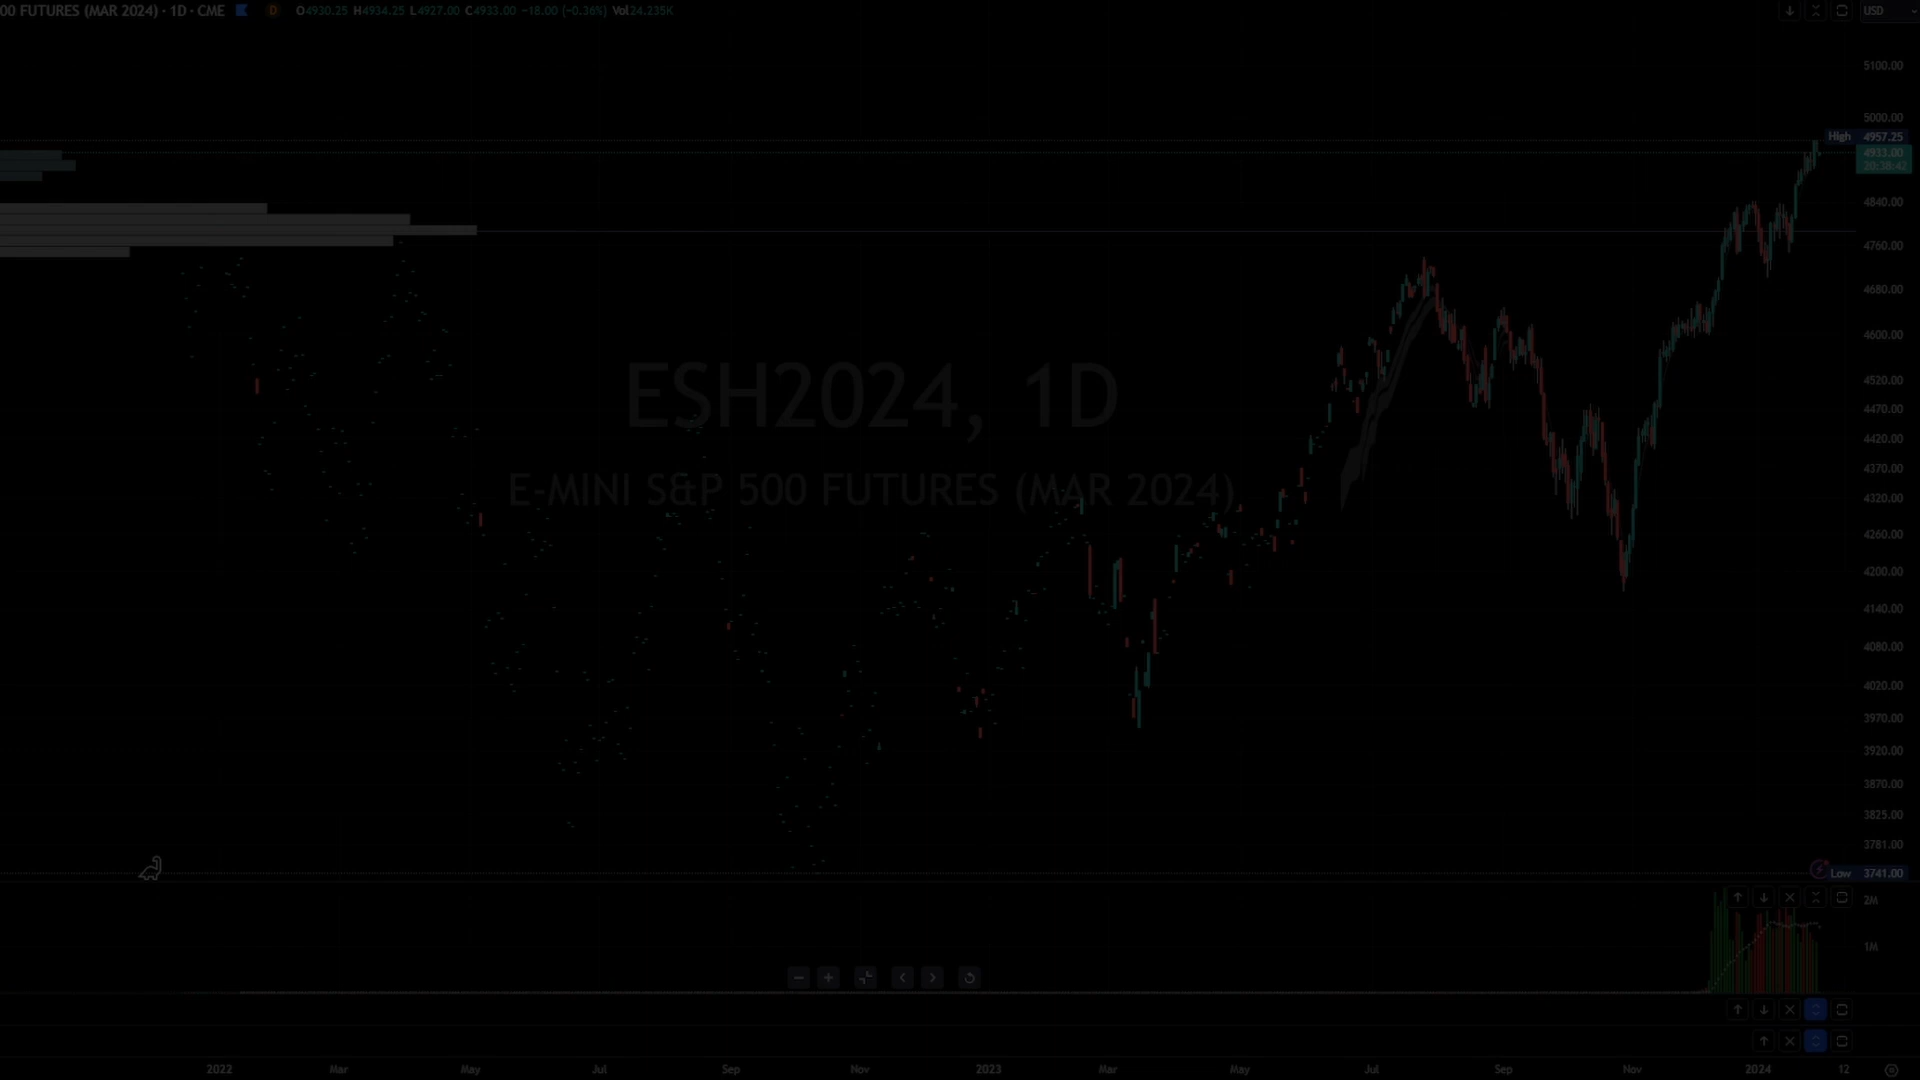 00 FUTURES (MAR 2024) · 1D · CME D O4930.25 H4934.25 L4927.00 C4933.00 −18.00 (−0.36%) Vol24.235K
USD
5100.00
5000.00
High 4957.25
4933.00
20:38:42
4840.00
4760.00
4680.00
4600.00
ESH2024, 1D
4520.00
4470.00
4420.00
4370.00
E-MINI S&P 500 FUTURES (MAR 2024)
4320.00
4260.00
4200.00
4140.00
4080.00
4020.00
3970.00
3920.00
3870.00
3825.00
3781.00
Low 3741.00
2M
1M
2022 Mar May Jul Sep Nov 2023 Mar May Jul Sep Nov 2024 12